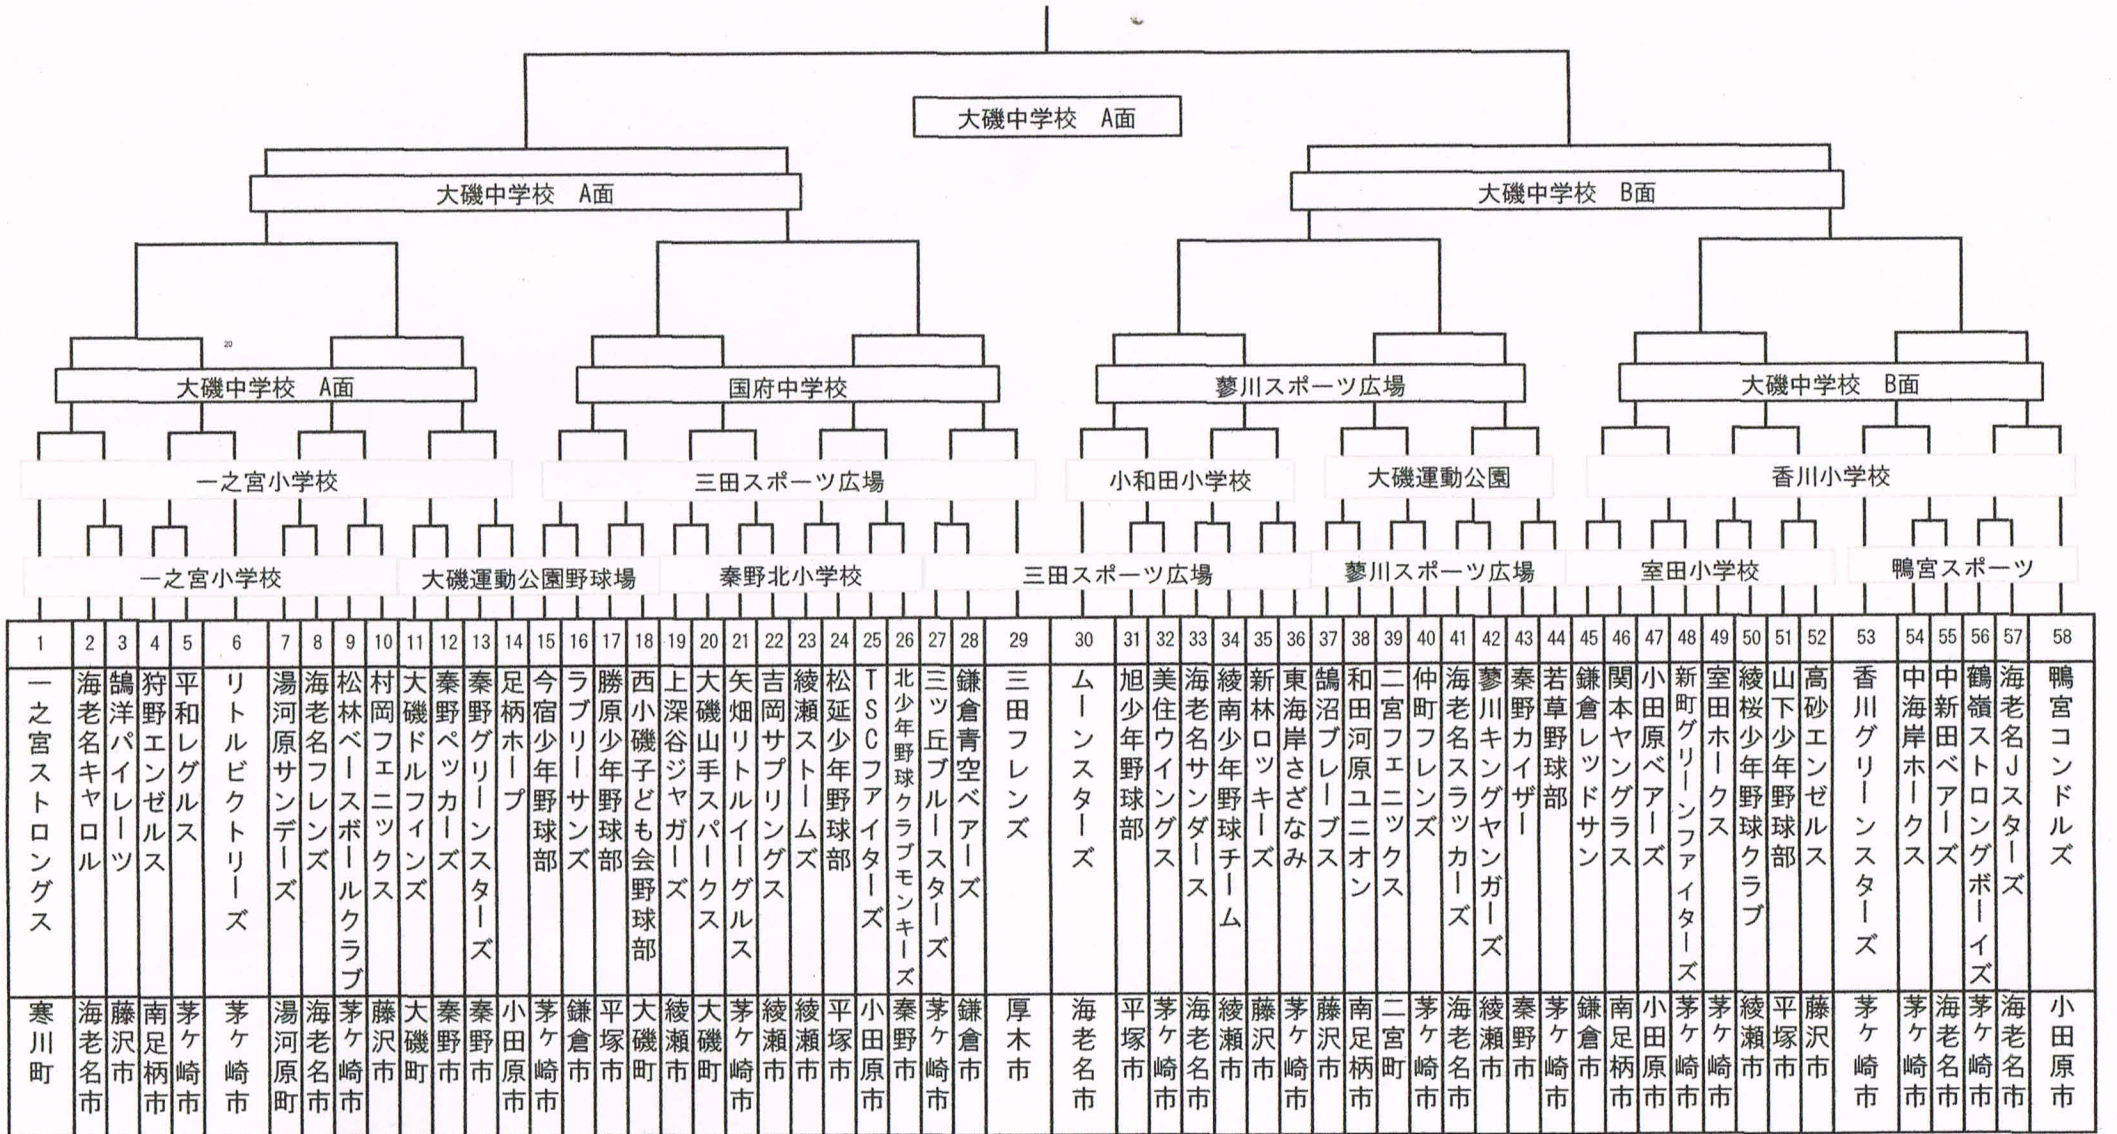 大磯中学校　A面
大磯中学校　A面
大磯中学校　B面
20
大磯中学校　A面
国府中学校
蓼川スポーツ広場
大磯中学校　B面
一之宮小学校
三田スポーツ広場
小和田小学校
大磯運動公園
香川小学校
一之宮小学校
大磯運動公園野球場
秦野北小学校
三田スポーツ広場
蓼川スポーツ広場
室田小学校
鴨宮スポーツ
1 一之宮ストロングス 寒川町
2 海老名キャロル 海老名市
3 鵠洋パイレーツ 藤沢市
4 狩野エンゼルス 南足柄市
5 平和レグルス 茅ヶ崎市
6 リトルビクトリーズ 茅ヶ崎市
7 湯河原サンデーズ 湯河原町
8 海老名フレンズ 海老名市
9 松林ベースボールクラブ 茅ヶ崎市
10 村岡フェニックス 藤沢市
11 大磯ドルフィンズ 大磯町
12 秦野ペッカーズ 秦野市
13 秦野グリーンスターズ 秦野市
14 足柄ホープ 小田原市
15 今宿少年野球部 茅ヶ崎市
16 ラブリーサンズ 鎌倉市
17 勝原少年野球部 平塚市
18 西小磯子ども会野球部 大磯町
19 上深谷ジャガーズ 綾瀬市
20 大磯山手スパークス 大磯町
21 矢畑リトルイーグルス 茅ヶ崎市
22 吉岡サプリングス 綾瀬市
23 綾瀬ストームズ 綾瀬市
24 松延少年野球部 平塚市
25 TSCファイターズ 小田原市
26 北少年野球クラブモンキーズ 秦野市
27 三ッ丘ブルースターズ 茅ヶ崎市
28 鎌倉青空ベアーズ 鎌倉市
29 三田フレンズ 厚木市
30 ムーンスターズ 海老名市
31 旭少年野球部 平塚市
32 美住ウイングス 茅ヶ崎市
33 海老名サンダース 海老名市
34 綾南少年野球チーム 綾瀬市
35 新林ロッキーズ 藤沢市
36 東海岸さざなみ 茅ヶ崎市
37 鵠沼ブレーブス 藤沢市
38 和田河原ユニオン 南足柄市
39 二宮フェニックス 二宮町
40 仲町フレンズ 茅ヶ崎市
41 海老名スラッカーズ 海老名市
42 蓼川キングヤンガーズ 綾瀬市
43 秦野カイザー 秦野市
44 若草野球部 茅ヶ崎市
45 鎌倉レッドサン 鎌倉市
46 関本ヤングラス 南足柄市
47 小田原ベアーズ 小田原市
48 新町グリーンファイターズ 茅ヶ崎市
49 室田ホークス 茅ヶ崎市
50 綾桜少年野球クラブ 綾瀬市
51 山下少年野球部 平塚市
52 高砂エンゼルス 藤沢市
53 香川グリーンスターズ 茅ヶ崎市
54 中海岸ホークス 茅ヶ崎市
55 中新田ベアーズ 海老名市
56 鶴嶺ストロングボーイズ 茅ヶ崎市
57 海老名Jスターズ 海老名市
58 鴨宮コンドルズ 小田原市